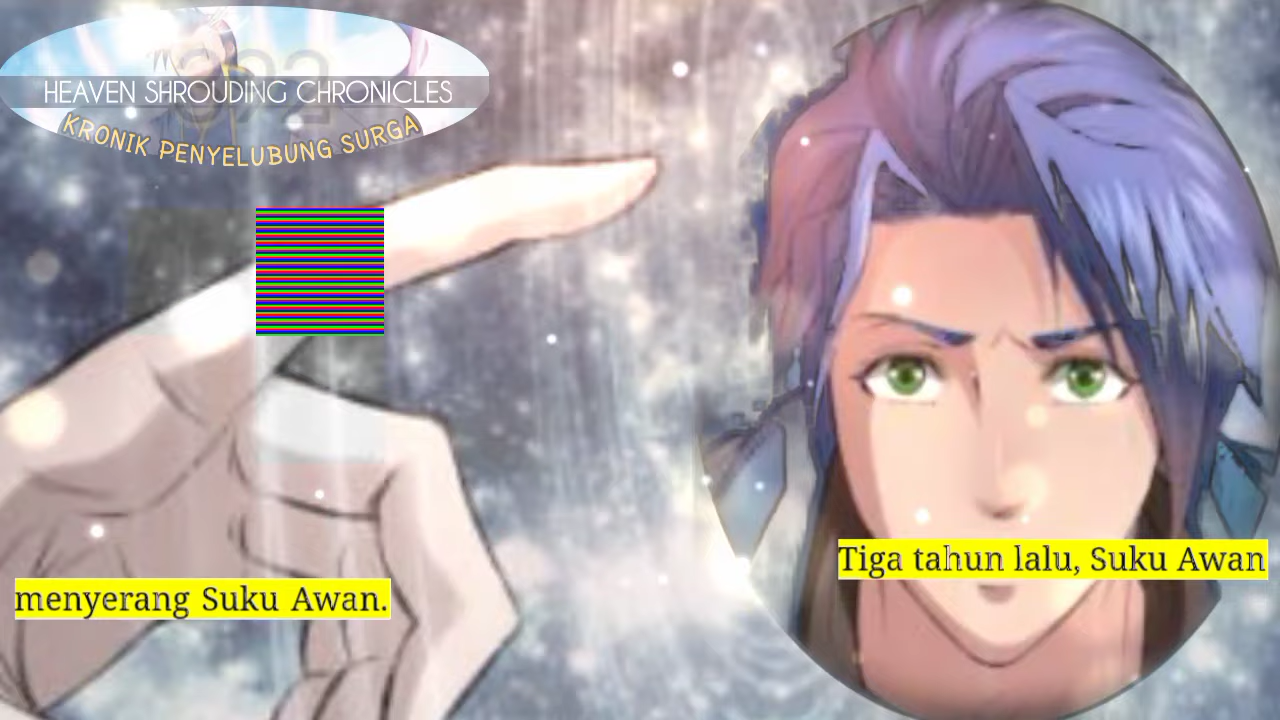 HEAVEN SHROUDING CHRONICLES
KRONIK PENYELUBUNG SURGA
Tiga tahun lalu, Suku Awan
menyerang Suku Awan.